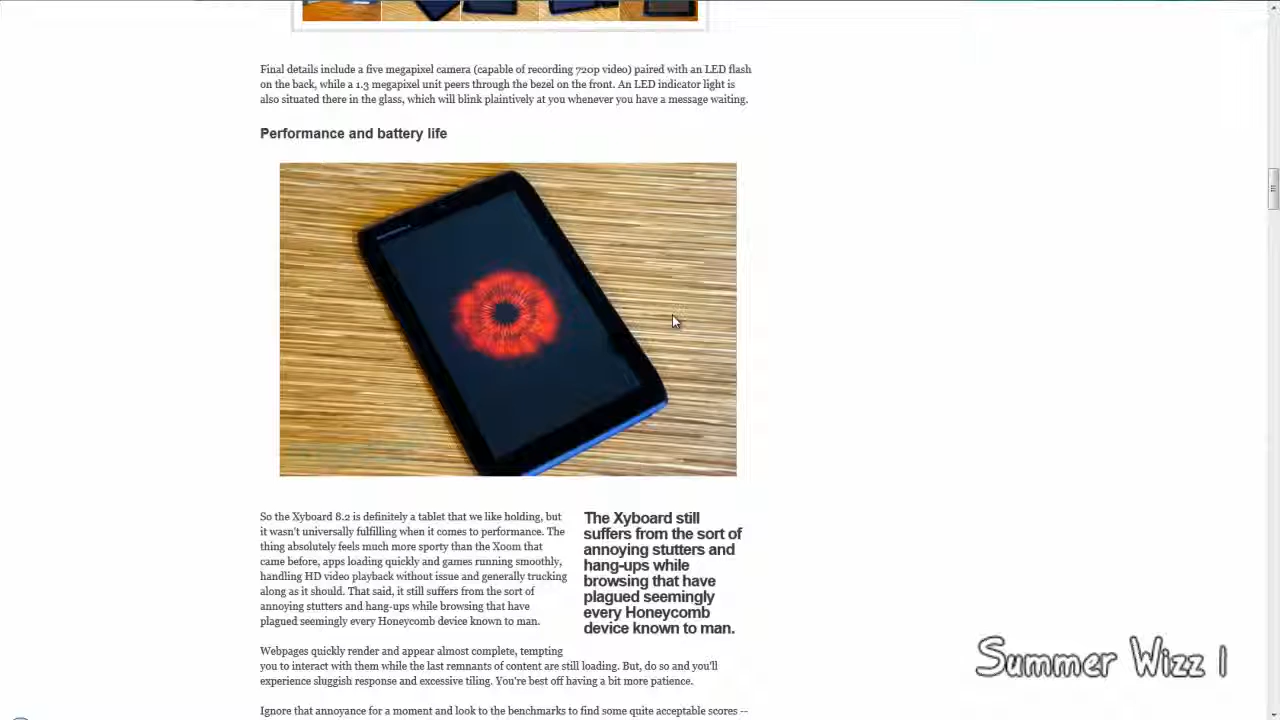 Final details include a five megapixel camera (capable of recording 720p video) paired with an LED flash
on the back, while a 1.3 megapixel unit peers through the bezel on the front. An LED indicator light is
also situated there in the glass, which will blink plaintively at you whenever you have a message waiting.
Performance and battery life
So the Xyboard 8.2 is definitely a tablet that we like holding, but
it wasn't universally fulfilling when it comes to performance. The
thing absolutely feels much more sporty than the Xoom that
came before, apps loading quickly and games running smoothly,
handling HD video playback without issue and generally trucking
along as it should. That said, it still suffers from the sort of
annoying stutters and hang-ups while browsing that have
plagued seemingly every Honeycomb device known to man.
The Xyboard still
suffers from the sort of
annoying stutters and
hang-ups while
browsing that have
plagued seemingly
every Honeycomb
device known to man.
Webpages quickly render and appear almost complete, tempting
you to interact with them while the last remnants of content are still loading. But, do so and you'll
experience sluggish response and excessive tiling. You're best off having a bit more patience.
Ignore that annoyance for a moment and look to the benchmarks to find some quite acceptable scores --
Summer Wizz 1